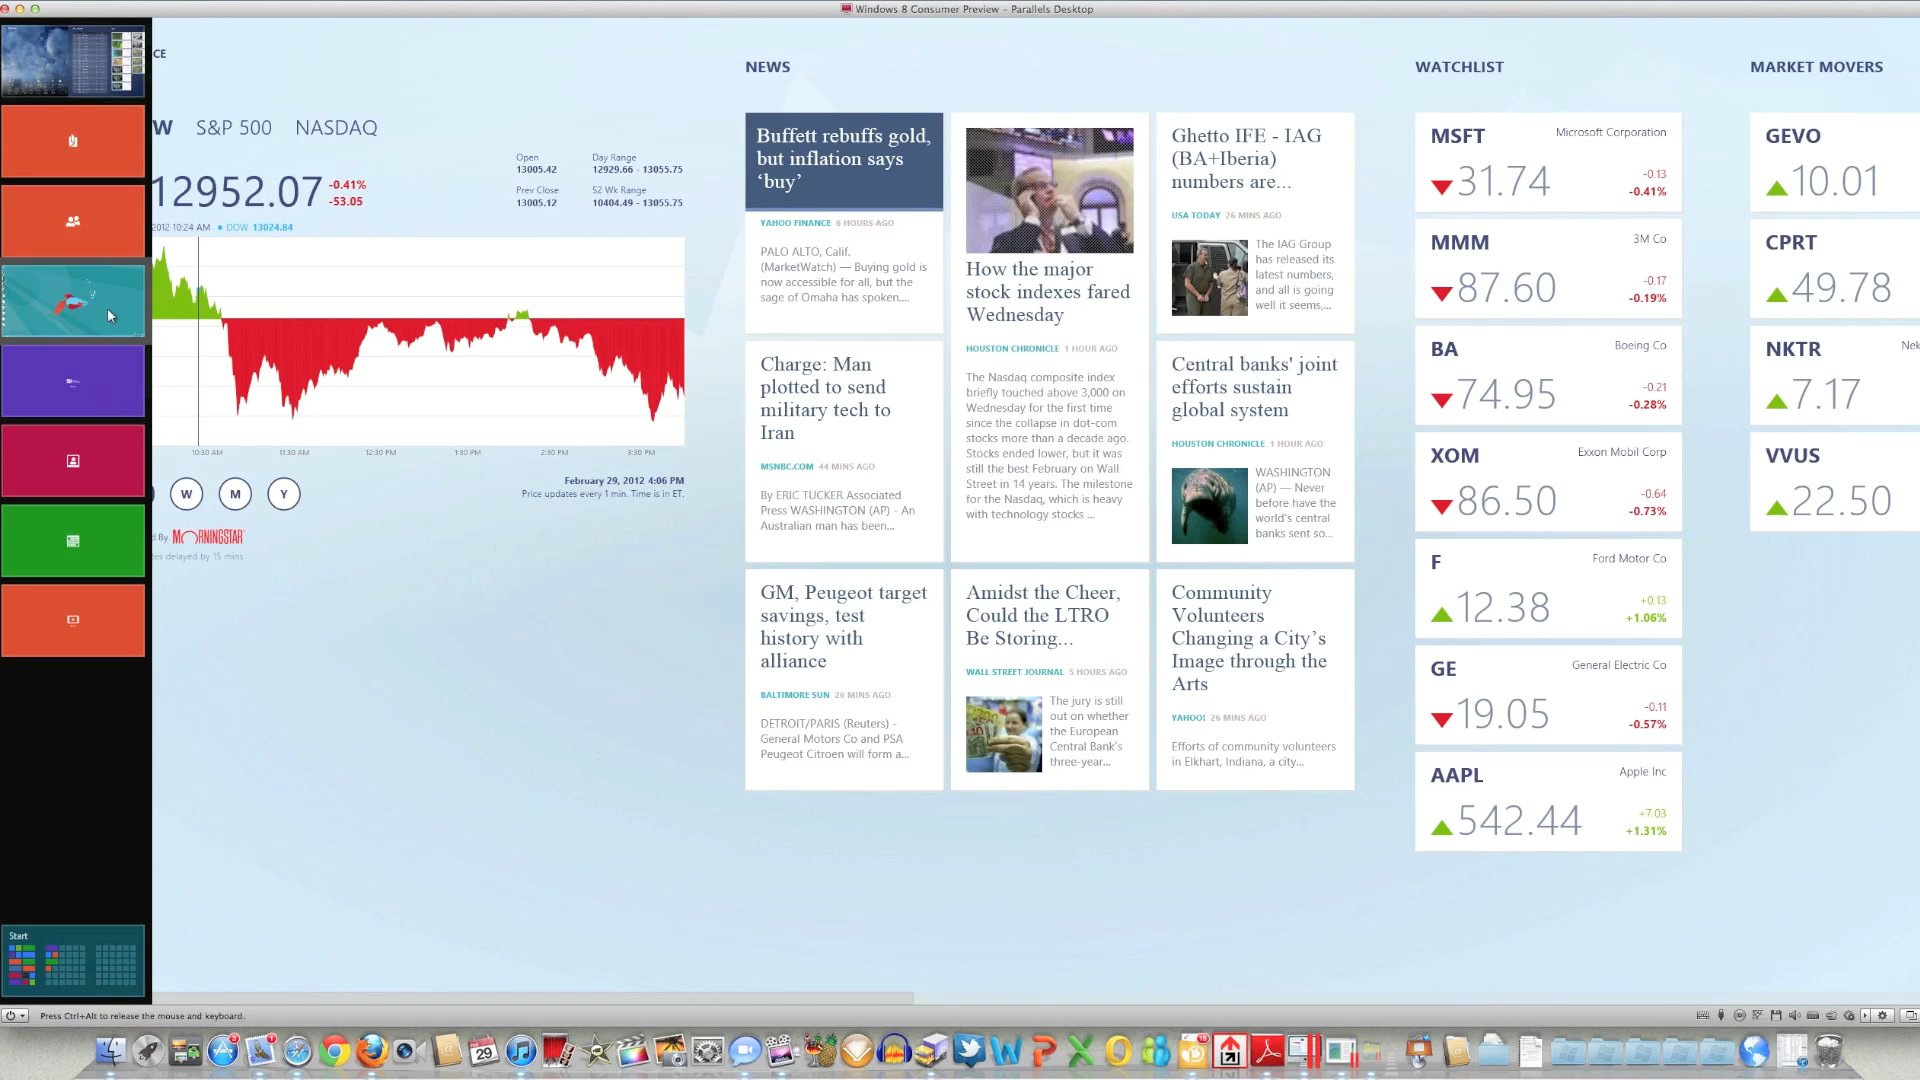 Windows 8 Consumer Preview - Parallels Desktop
CE
W S&P 500 NASDAQ
12952.07
-0.41%
-53.05
Open
13005.42
Day Range
12929.66 - 13055.75
Prev Close
13005.12
52 Wk Range
10404.49 - 13055.75
2012 10:24 AM DOW 13024.84
10:30 AM 11:30 AM 12:30 PM 1:30 PM 2:30 PM 3:30 PM
W M Y
February 29, 2012 4:06 PM
Price updates every 1 min. Time is in ET.
d By MORNINGSTAR
tes delayed by 15 mins
NEWS
Buffett rebuffs gold,
but inflation says
‘buy’
YAHOO FINANCE 6 HOURS AGO
PALO ALTO, Calif.
(MarketWatch) — Buying gold is
now accessible for all, but the
sage of Omaha has spoken....
Charge: Man
plotted to send
military tech to
Iran
MSNBC.COM 44 MINS AGO
By ERIC TUCKER Associated
Press WASHINGTON (AP) - An
Australian man has been...
GM, Peugeot target
savings, test
history with
alliance
BALTIMORE SUN 26 MINS AGO
DETROIT/PARIS (Reuters) -
General Motors Co and PSA
Peugeot Citroen will form a...
How the major
stock indexes fared
Wednesday
HOUSTON CHRONICLE 1 HOUR AGO
The Nasdaq composite index
briefly touched above 3,000 on
Wednesday for the first time
since the collapse in dot-com
stocks more than a decade ago.
Stocks ended lower, but it was
still the best February on Wall
Street in 14 years. The milestone
for the Nasdaq, which is heavy
with technology stocks ...
Amidst the Cheer,
Could the LTRO
Be Storing...
WALL STREET JOURNAL 5 HOURS AGO
The jury is still
out on whether
the European
Central Bank's
three-year...
Ghetto IFE - IAG
(BA+Iberia)
numbers are...
USA TODAY 26 MINS AGO
The IAG Group
has released its
latest numbers,
and all is going
well it seems,...
Central banks' joint
efforts sustain
global system
HOUSTON CHRONICLE 1 HOUR AGO
WASHINGTON
(AP) — Never
before have the
world's central
banks sent so...
Community
Volunteers
Changing a City’s
Image through the
Arts
YAHOO! 26 MINS AGO
Efforts of community volunteers
in Elkhart, Indiana, a city...
WATCHLIST
MSFT Microsoft Corporation
31.74
-0.13
-0.41%
MMM 3M Co
87.60
-0.17
-0.19%
BA Boeing Co
74.95
-0.21
-0.28%
XOM Exxon Mobil Corp
86.50
-0.64
-0.73%
F Ford Motor Co
12.38
+0.13
+1.06%
GE General Electric Co
19.05
-0.11
-0.57%
AAPL Apple Inc
542.44
+7.03
+1.31%
MARKET MOVERS
GEVO
10.01
CPRT
49.78
NKTR Nek
7.17
VVUS
22.50
Start
Press Ctrl+Alt to release the mouse and keyboard.
29